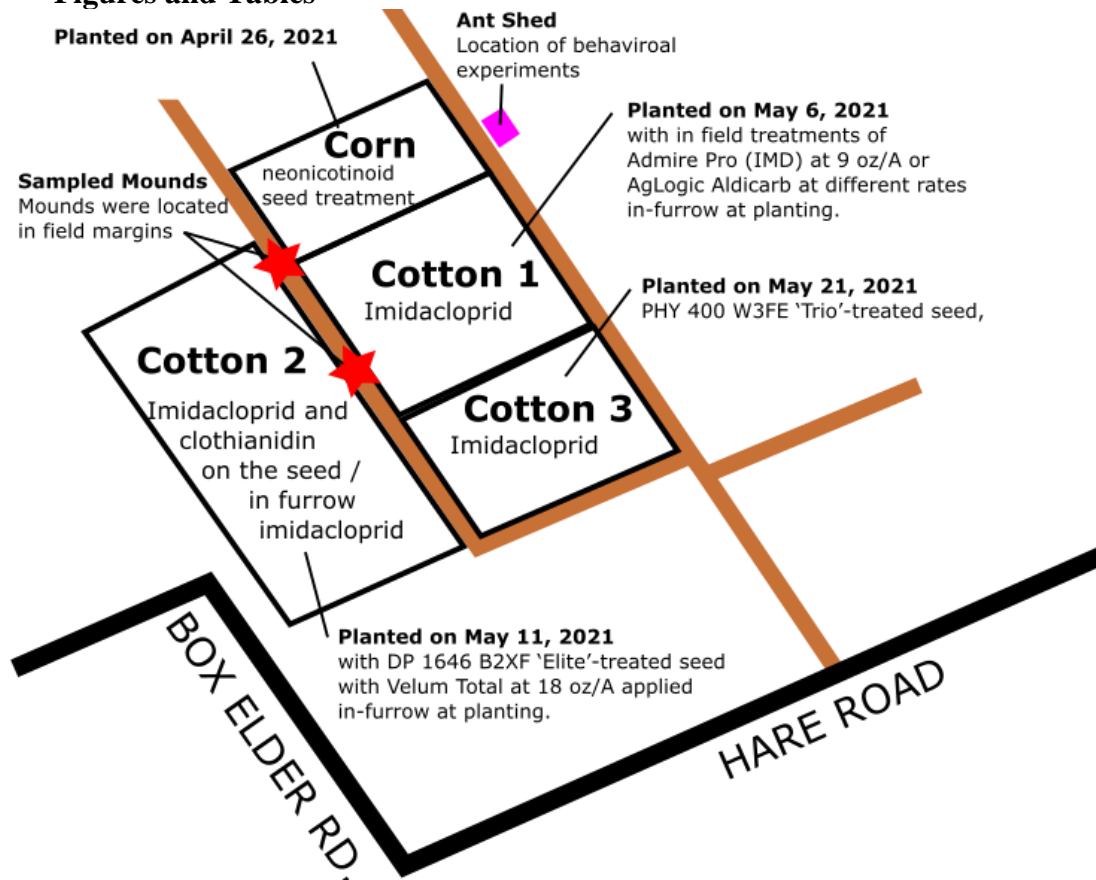 Figures and Tables
Planted on April 26, 2021
Ant Shed
Location of behaviroal
experiments
Corn
neonicotinoid
seed treatment
Planted on May 6, 2021
with in field treatments of
Admire Pro (IMD) at 9 oz/A or
AgLogic Aldicarb at different rates
in-furrow at planting.
Sampled Mounds
Mounds were located
in field margins
Cotton 1
Imidacloprid
Planted on May 21, 2021
PHY 400 W3FE ‘Trio’-treated seed,
Cotton 2
Imidacloprid and
clothianidin
on the seed /
in furrow
imidacloprid
Cotton 3
Imidacloprid
Planted on May 11, 2021
with DP 1646 B2XF ‘Elite’-treated seed
with Velum Total at 18 oz/A applied
in-furrow at planting.
BOX ELDER RD.
HARE ROAD